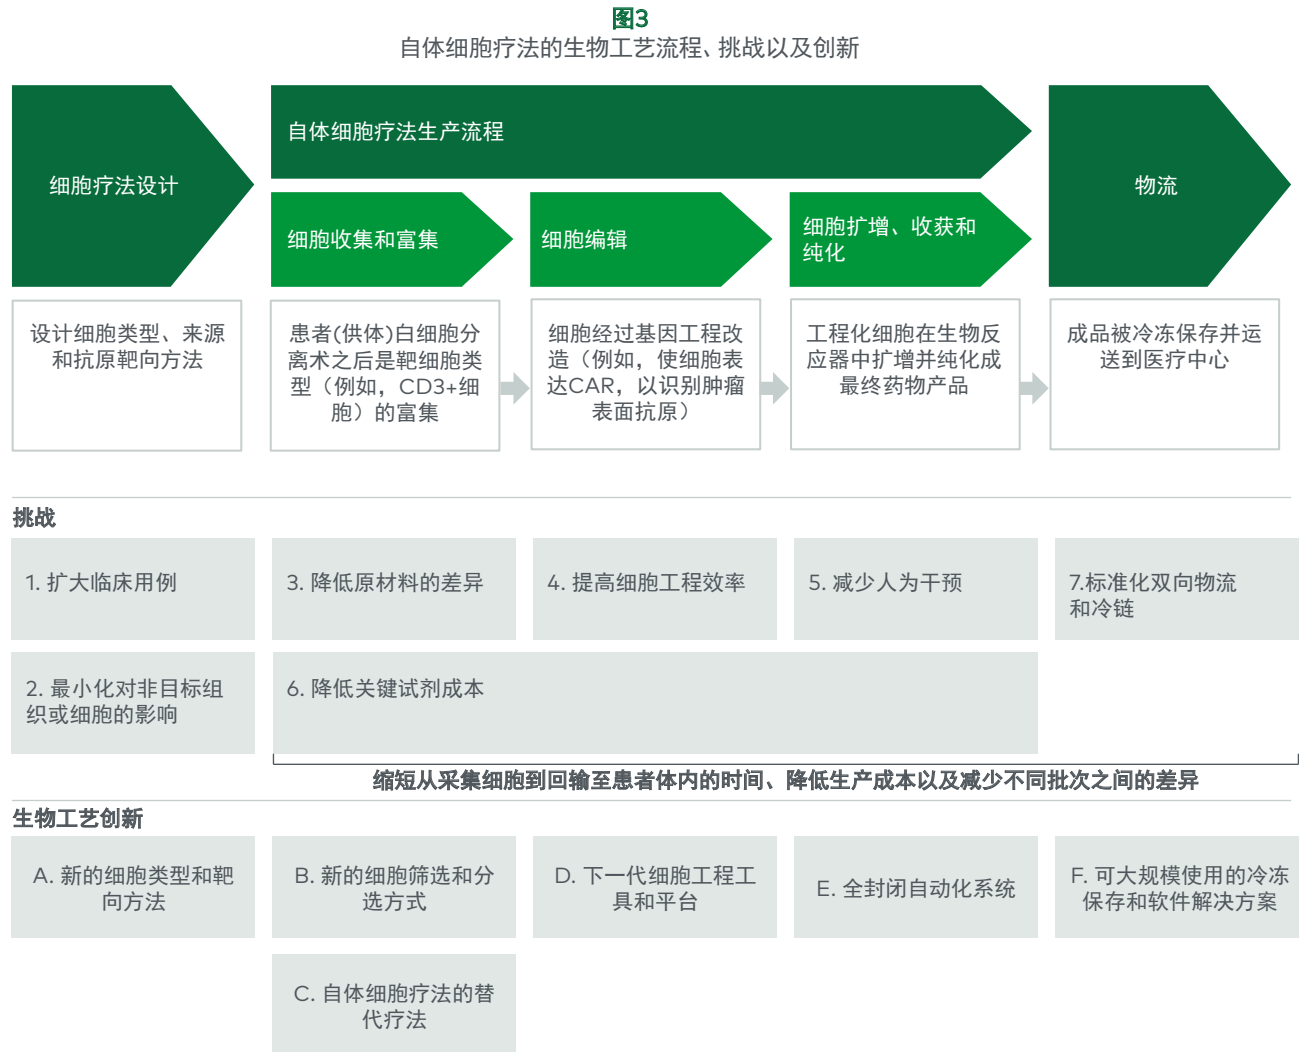 图3
自体细胞疗法的生物工艺流程、挑战以及创新
细胞疗法设计
自体细胞疗法生产流程
物流
细胞收集和富集
细胞编辑
细胞扩增、收获和
纯化
设计细胞类型、来源
和抗原靶向方法
患者(供体)白细胞分
离术之后是靶细胞类
型（例如，CD3+细
胞）的富集
细胞经过基因工程改
造（例如，使细胞表
达CAR，以识别肿瘤
表面抗原）
工程化细胞在生物反
应器中扩增并纯化成
最终药物产品
成品被冷冻保存并运
送到医疗中心
挑战
1. 扩大临床用例
3. 降低原材料的差异
4. 提高细胞工程效率
5. 减少人为干预
7.标准化双向物流
和冷链
2. 最小化对非目标组
织或细胞的影响
6. 降低关键试剂成本
缩短从采集细胞到回输至患者体内的时间、降低生产成本以及减少不同批次之间的差异
生物工艺创新
A. 新的细胞类型和靶
向方法
B. 新的细胞筛选和分
选方式
D. 下一代细胞工程工
具和平台
E. 全封闭自动化系统
F. 可大规模使用的冷冻
保存和软件解决方案
C. 自体细胞疗法的替
代疗法